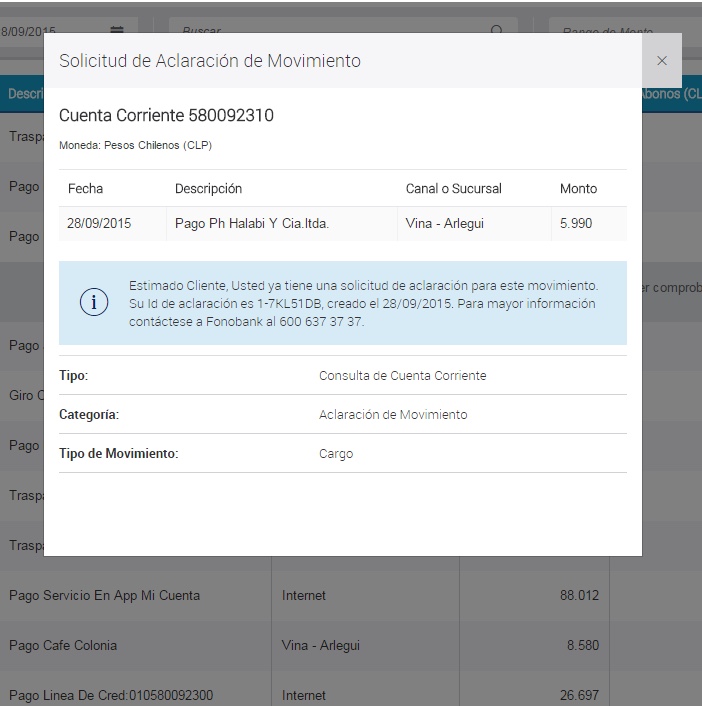 8/09/2015
Buscar
Rango de Monto
Solicitud de Aclaración de Movimiento
×
Descri
Abonos (CL
Cuenta Corriente 580092310
Moneda: Pesos Chilenos (CLP)
Traspa
Fecha Descripción Canal o Sucursal Monto
Pago
28/09/2015 Pago Ph Halabi Y Cia.ltda. Vina - Arlegui 5.990
Pago
Estimado Cliente, Usted ya tiene una solicitud de aclaración para este movimiento.
Su Id de aclaración es 1-7KL51DB, creado el 28/09/2015. Para mayor información
contáctese a Fonobank al 600 637 37 37.
er comprob
Pago
Tipo: Consulta de Cuenta Corriente
Giro C
Categoría: Aclaración de Movimiento
Pago
Tipo de Movimiento: Cargo
Traspa
Traspa
Pago Servicio En App Mi Cuenta Internet 88.012
Pago Cafe Colonia Vina - Arlegui 8.580
Pago Linea De Cred:010580092300 Internet 26.697